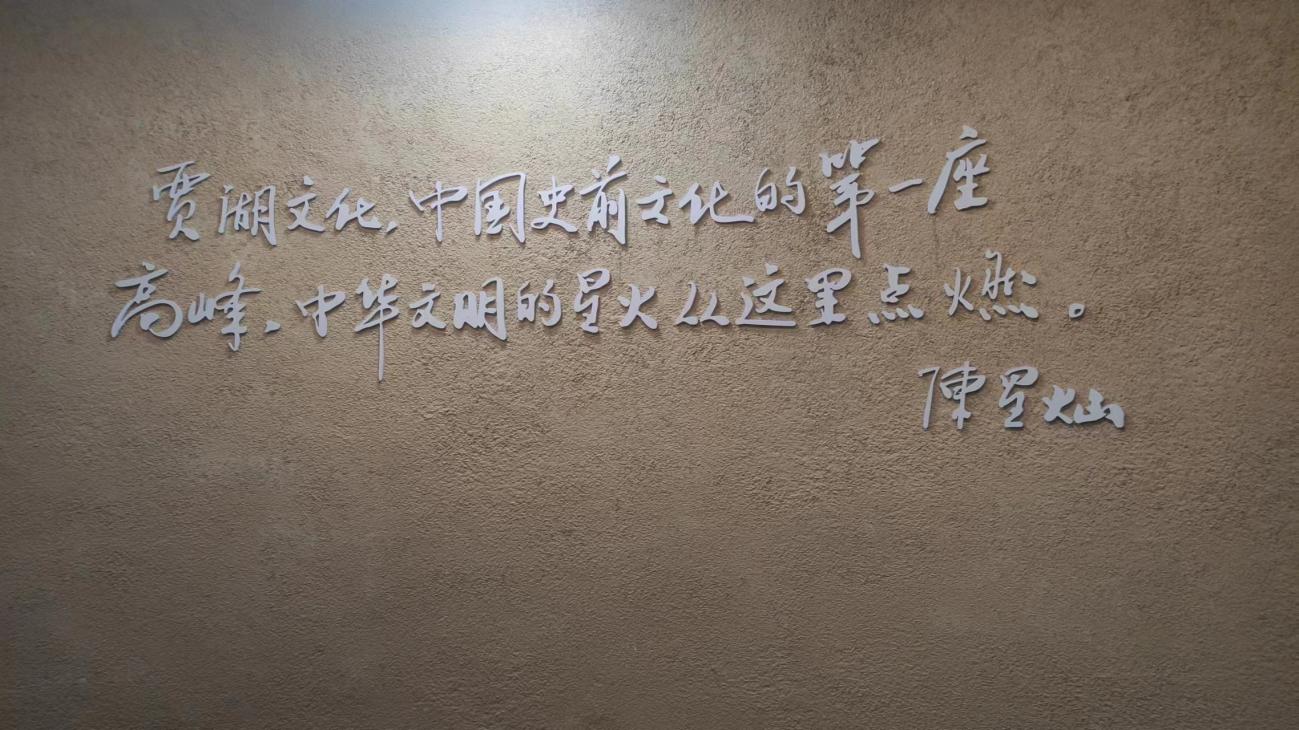 贾湖文化，中国史前文化的第一座
高峰，中华文明的星火从这里点燃。
陳星灿